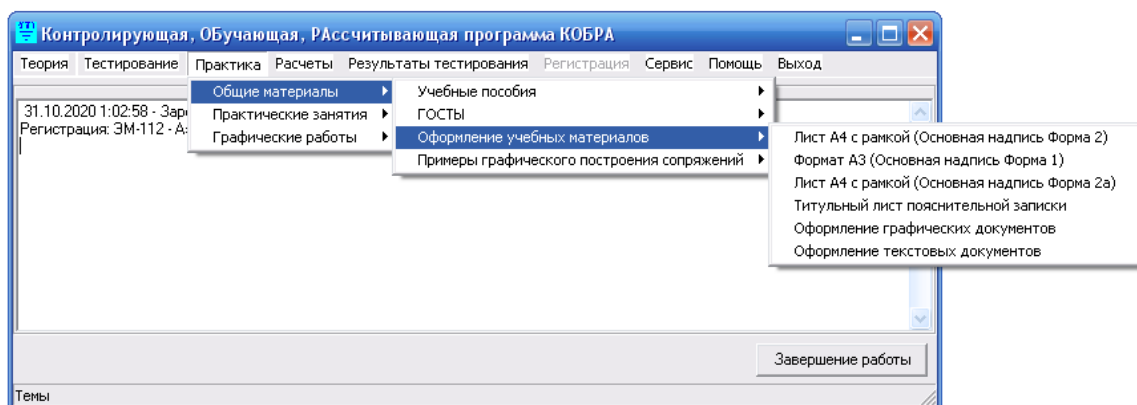 Контролирующая, ОБучающая, РАссчитывающая программа КОБРА
Теория Тестирование Практика Расчеты Результаты тестирования Регистрация Сервис Помощь Выход
Общие материалы
Практические занятия
Графические работы
Учебные пособия
ГОСТЫ
Оформление учебных материалов
Примеры графического построения сопряжений
Лист А4 с рамкой (Основная надпись Форма 2)
Формат А3 (Основная надпись Форма 1)
Лист А4 с рамкой (Основная надпись Форма 2а)
Титульный лист пояснительной записки
Оформление графических документов
Оформление текстовых документов
31.10.2020 1:02:58 - Заре
Регистрация: ЭМ-112 - А
Завершение работы
Темы